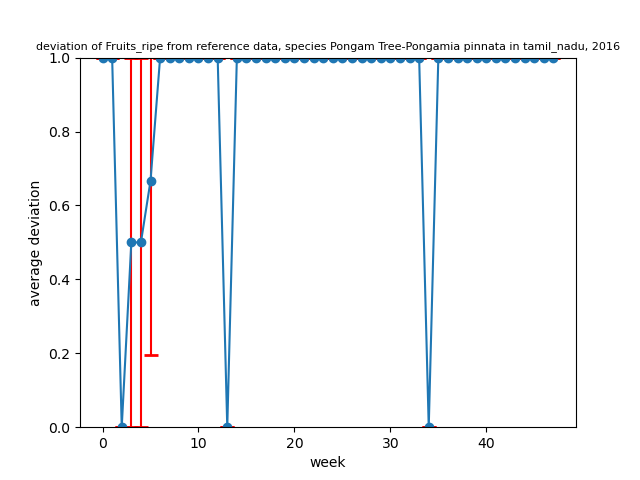 deviation of Fruits_ripe from reference data, species Pongam Tree-Pongamia pinnata in tamil_nadu, 2016
1.0
0.8
0.6
0.4
0.2
0.0
average deviation
0 10 20 30 40
week